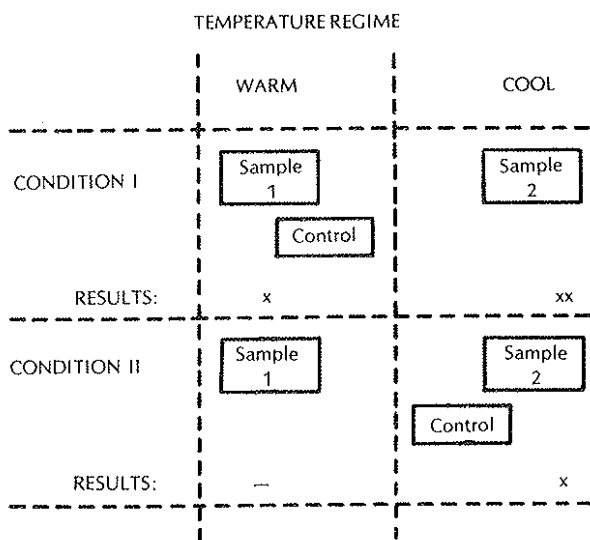 TEMPERATURE REGIME
WARM COOL
CONDITION I
Sample
1
Sample
2
Control
RESULTS: x xx
CONDITION II
Sample
1
Sample
2
Control
RESULTS: — x